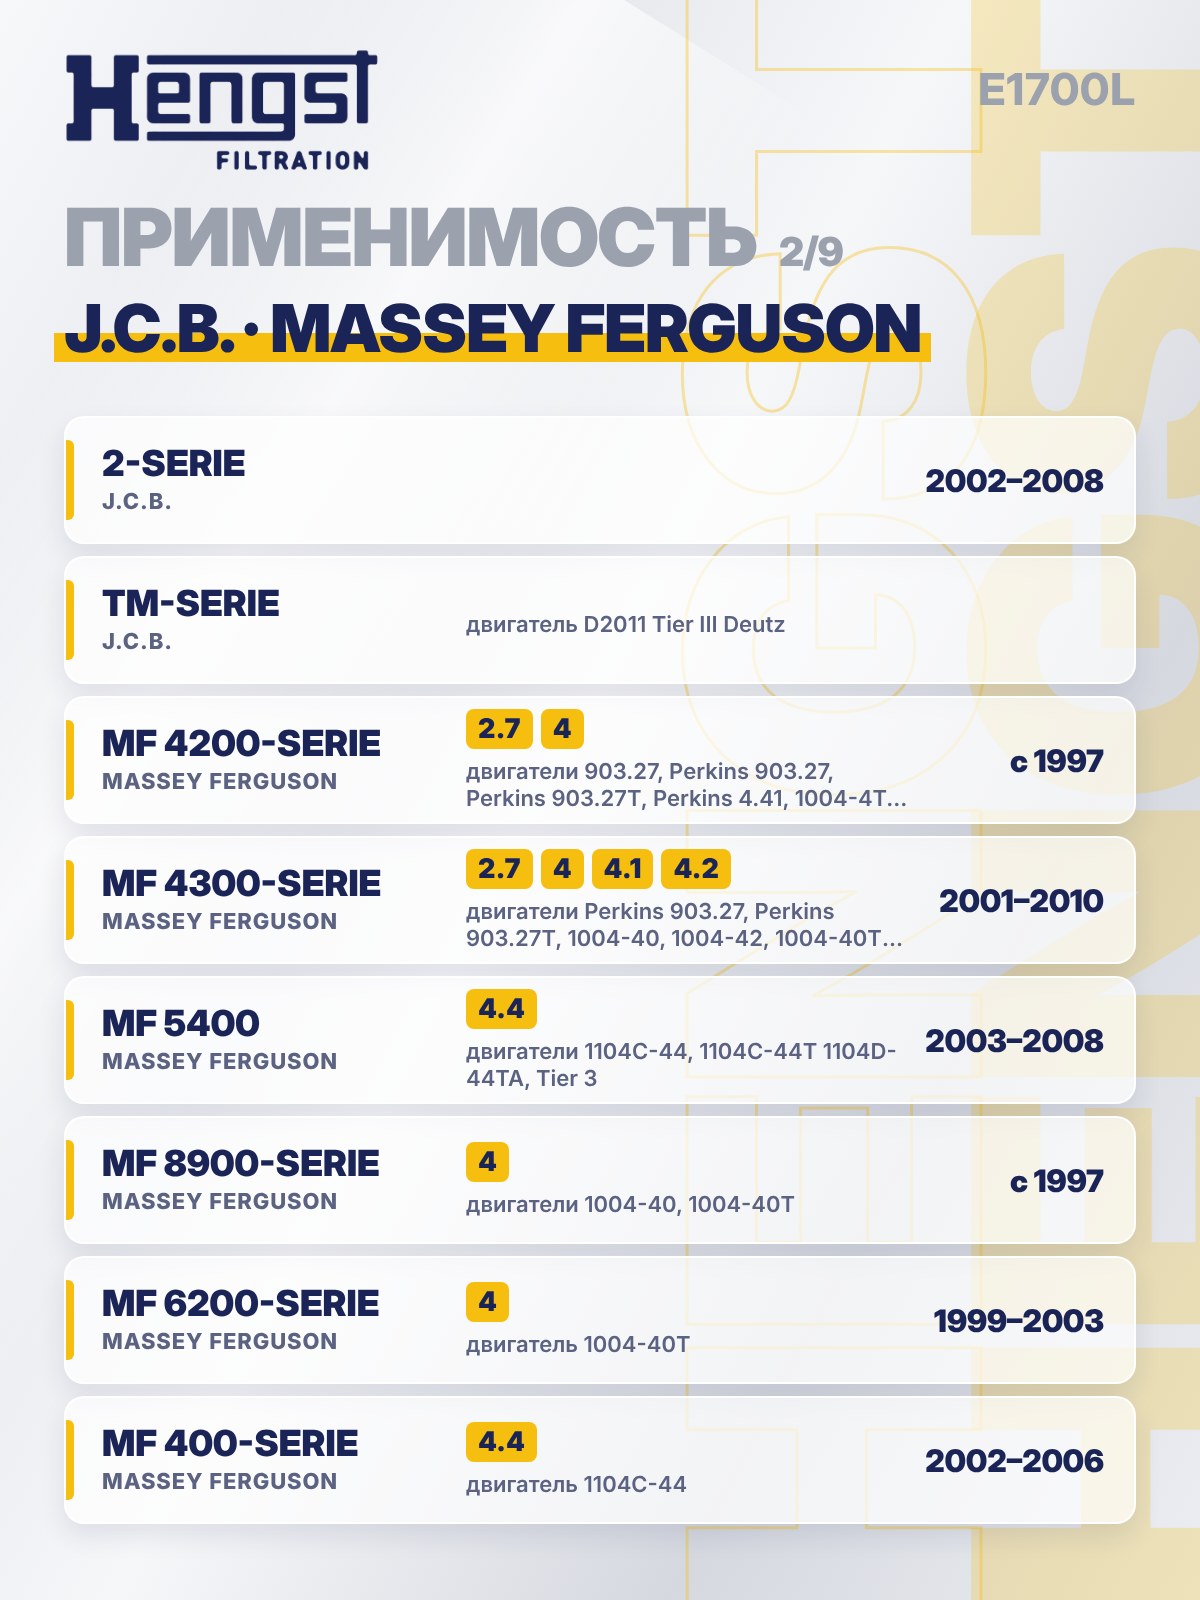 Hengst
FILTRATION
E1700L
ПРИМЕНИМОСТЬ 2/9
J.C.B. · MASSEY FERGUSON
2-SERIE
J.C.B.
2002–2008
TM-SERIE
J.C.B.
двигатель D2011 Tier III Deutz
MF 4200-SERIE
MASSEY FERGUSON
2.7 4
двигатели 903.27, Perkins 903.27,
Perkins 903.27T, Perkins 4.41, 1004-4T...
с 1997
MF 4300-SERIE
MASSEY FERGUSON
2.7 4 4.1 4.2
двигатели Perkins 903.27, Perkins
903.27T, 1004-40, 1004-42, 1004-40T...
2001–2010
MF 5400
MASSEY FERGUSON
4.4
двигатели 1104C-44, 1104C-44T 1104D-
44TA, Tier 3
2003–2008
MF 8900-SERIE
MASSEY FERGUSON
4
двигатели 1004-40, 1004-40T
с 1997
MF 6200-SERIE
MASSEY FERGUSON
4
двигатель 1004-40T
1999–2003
MF 400-SERIE
MASSEY FERGUSON
4.4
двигатель 1104C-44
2002–2006
HENGST
HENGST